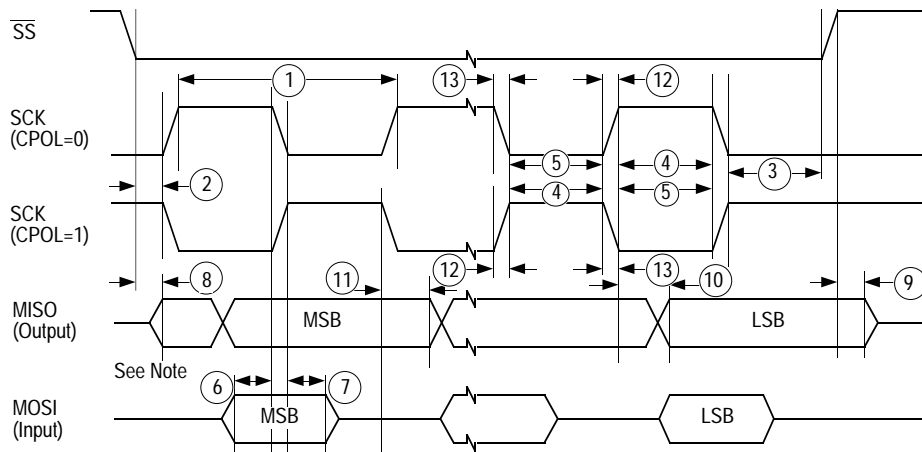 SS
1
13
12
SCK
(CPOL=0)
5
4
3
2
4
5
SCK
(CPOL=1)
8
11
12
13
10
9
MISO
(Output)
MSB
LSB
See Note
6
7
MOSI
(Input)
MSB
LSB